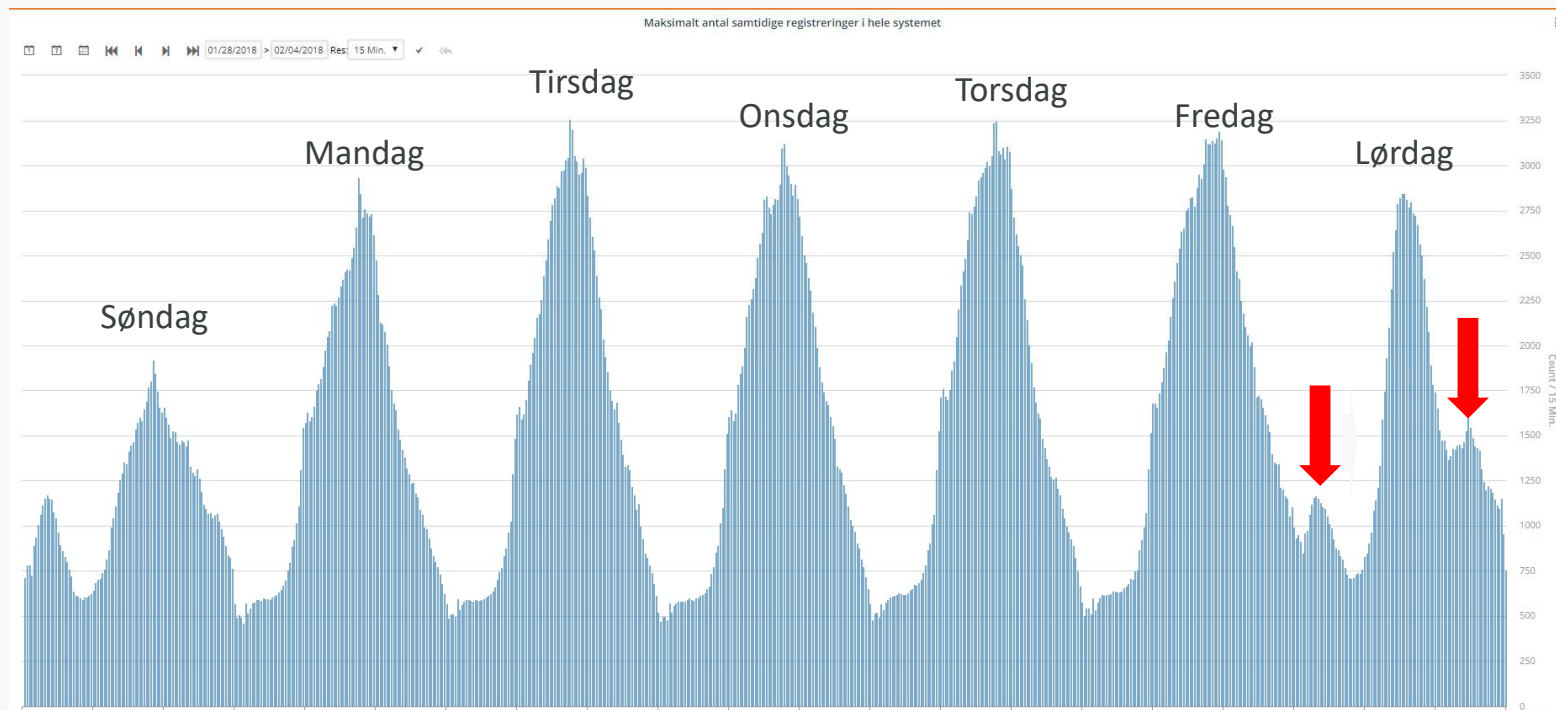 Maksimalt antal samtidige registreringer i hele systemet
01/28/2018 > 02/04/2018 Res: 15 Min. ▼
Tirsdag
Torsdag
Onsdag
Fredag
Mandag
Lørdag
Søndag
3500
3250
3000
2750
2500
2250
2000
1750
1500
1250
1000
750
500
250
0
Count / 15 Min.